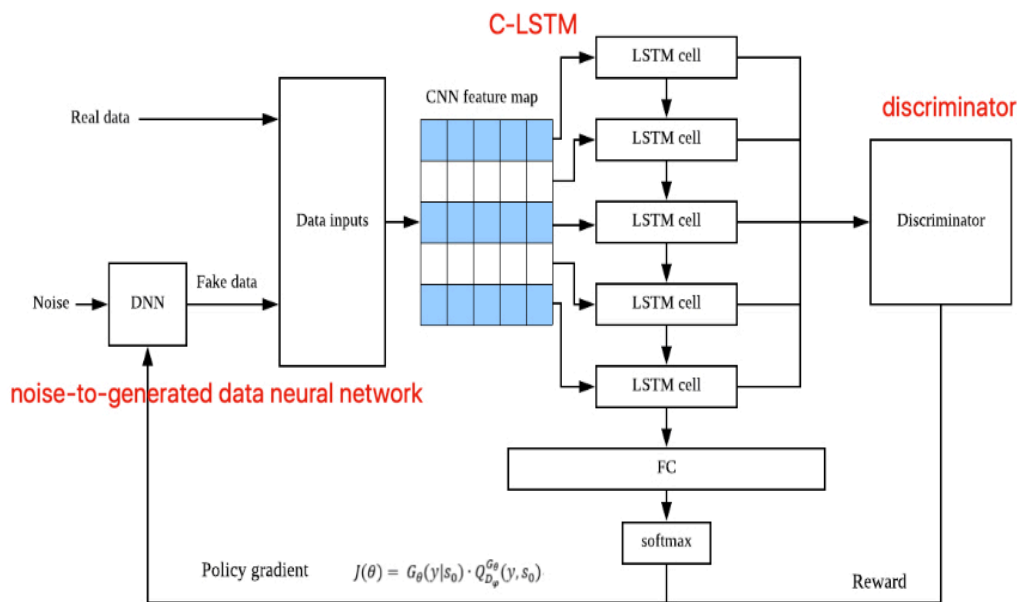 C-LSTM
LSTM cell
CNN feature map
Real data
discriminator
LSTM cell
Data inputs
LSTM cell
Discriminator
Noise
DNN
Fake data
LSTM cell
noise-to-generated data neural network
LSTM cell
FC
softmax
Policy gradient
J(θ) = G_θ(y|s₀) · Q_{D_φ}^{G_θ}(y, s₀)
Reward